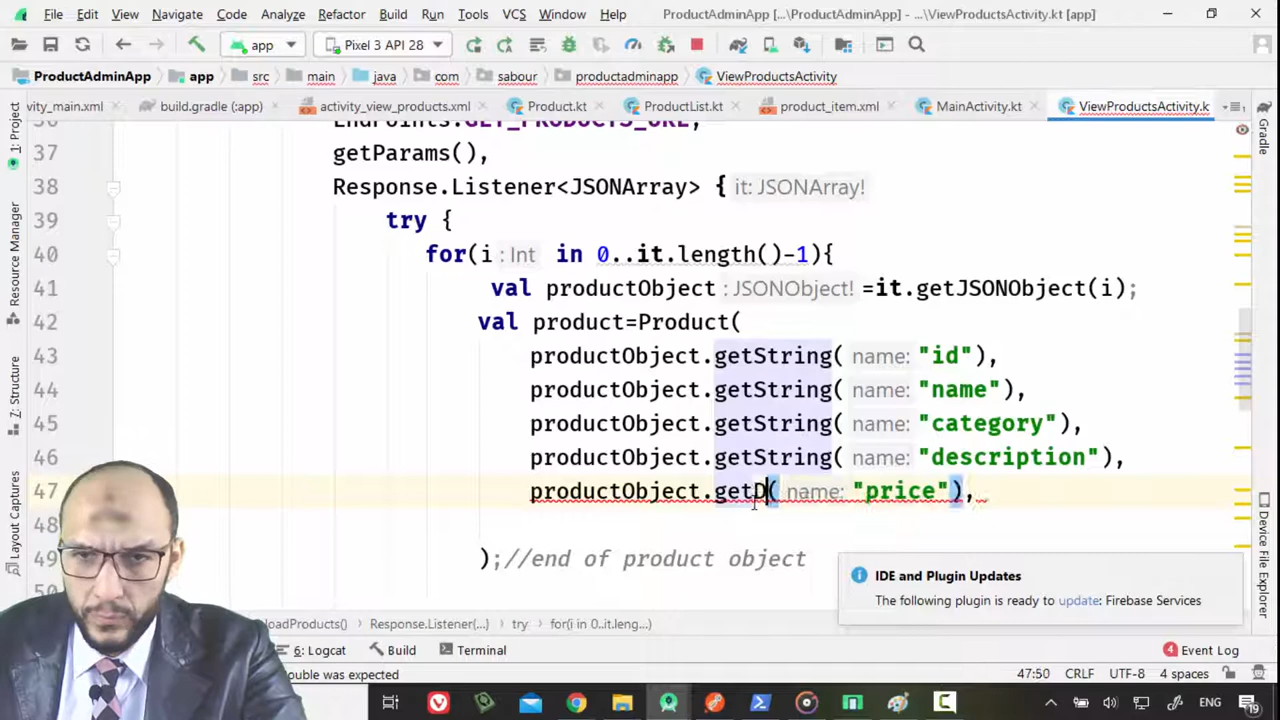 File Edit View Navigate Code Analyze Refactor Build Run Tools VCS Window Help ProductAdminApp [...\ProductAdminApp] - ...\ViewProductsActivity.kt [app]
app Pixel 3 API 28
ProductAdminApp app src main java com sabour productadminapp ViewProductsActivity
vity_main.xml build.gradle (:app) activity_view_products.xml Product.kt ProductList.kt product_item.xml MainActivity.kt ViewProductsActivity.k
1: Project
Resource Manager
7: Structure
Layout Captures
Gradle
Device File Explorer
Endpoints.GET_PRODUCTS_URL,
37 getParams(),
38 Response.Listener<JSONArray> { it: JSONArray!
39 try {
40 for(i : Int in 0..it.length()-1){
41 val productObject : JSONObject! =it.getJSONObject(i);
42 val product=Product(
43 productObject.getString( name: "id"),
44 productObject.getString( name: "name"),
45 productObject.getString( name: "category"),
46 productObject.getString( name: "description"),
47 productObject.getD( name: "price"),
48
49 );//end of product object
IDE and Plugin Updates
The following plugin is ready to update: Firebase Services
loadProducts() Response.Listener{...} try for(i in 0..it.leng...)
6: Logcat Build Terminal 4 Event Log
ouble was expected 47:50 CRLF UTF-8 4 spaces
ENG 19